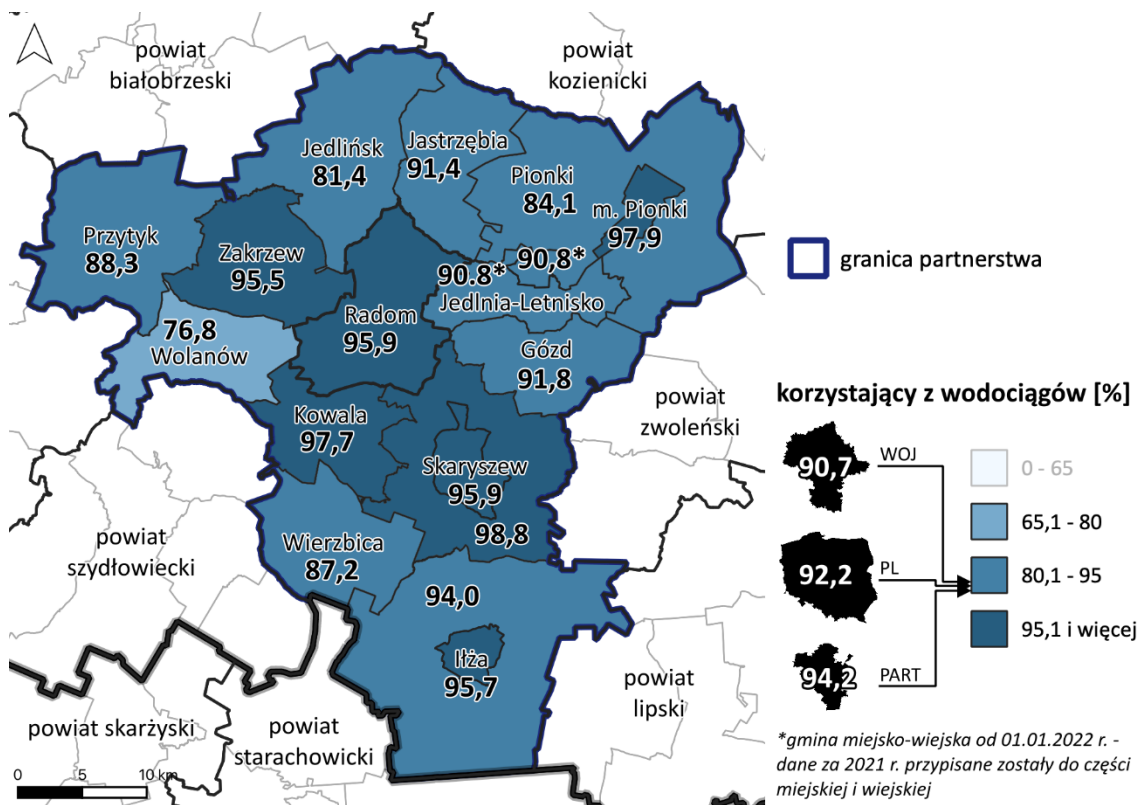 powiat
białobrzeski
powiat
kozienicki
Jedlińsk
81,4
Jastrzębia
91,4
Pionki
84,1
m. Pionki
97,9
Przytyk
88,3
Zakrzew
95,5
90.8*
90,8*
Jedlnia-Letnisko
Radom
95,9
76,8
Wolanów
Gózd
91,8
Kowala
97,7
powiat
zwoleński
Skaryszew
95,9
98,8
Wierzbica
87,2
powiat
szydłowiecki
94,0
Iłża
95,7
powiat
lipski
powiat skarżyski
powiat
starachowicki
0 5 10 km
granica partnerstwa
korzystający z wodociągów [%]
90,7
WOJ
92,2
PL
94,2
PART
0 - 65
65,1 - 80
80,1 - 95
95,1 i więcej
*gmina miejsko-wiejska od 01.01.2022 r. -
dane za 2021 r. przypisane zostały do części
miejskiej i wiejskiej